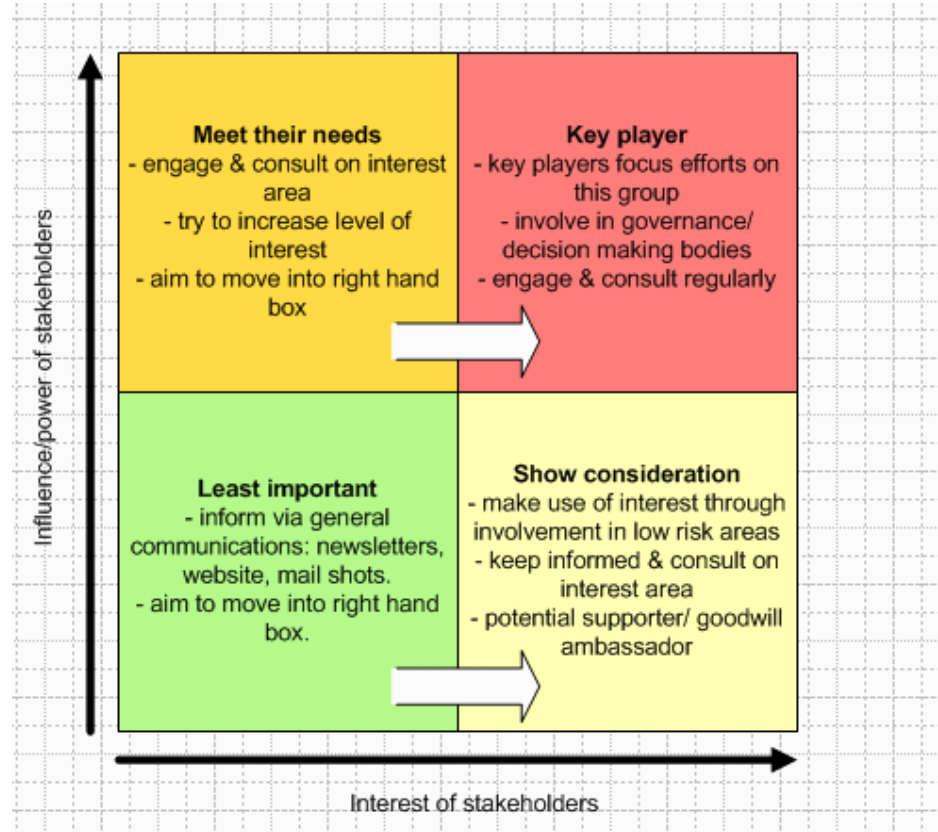 Meet their needs
- engage & consult on interest
area
- try to increase level of
interest
- aim to move into right hand
box
Key player
- key players focus efforts on
this group
- involve in governance/
decision making bodies
- engage & consult regularly
Least important
- inform via general
communications: newsletters,
website, mail shots.
- aim to move into right hand
box.
Show consideration
- make use of interest through
involvement in low risk areas
- keep informed & consult on
interest area
- potential supporter/ goodwill
ambassador
Influence/power of stakeholders
Interest of stakeholders